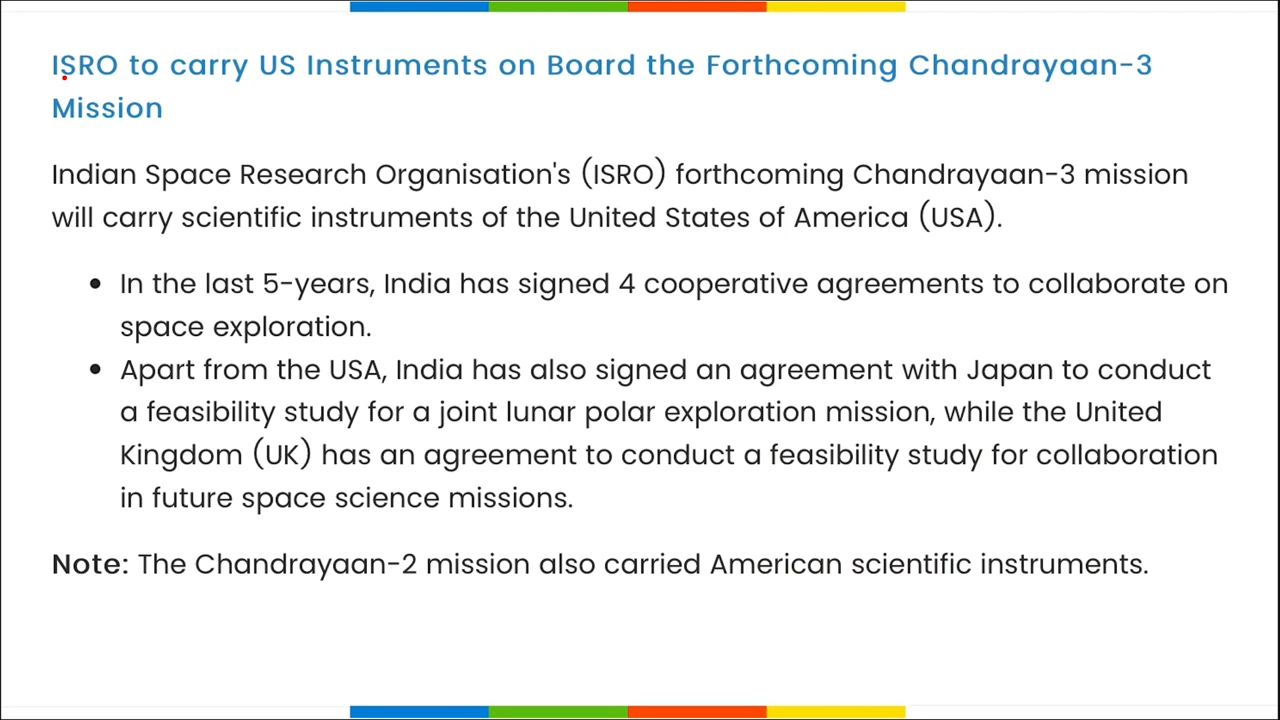 ISRO to carry US Instruments on Board the Forthcoming Chandrayaan-3
Mission
Indian Space Research Organisation's (ISRO) forthcoming Chandrayaan-3 mission
will carry scientific instruments of the United States of America (USA).
• In the last 5-years, India has signed 4 cooperative agreements to collaborate on
space exploration.
• Apart from the USA, India has also signed an agreement with Japan to conduct
a feasibility study for a joint lunar polar exploration mission, while the United
Kingdom (UK) has an agreement to conduct a feasibility study for collaboration
in future space science missions.
Note: The Chandrayaan-2 mission also carried American scientific instruments.